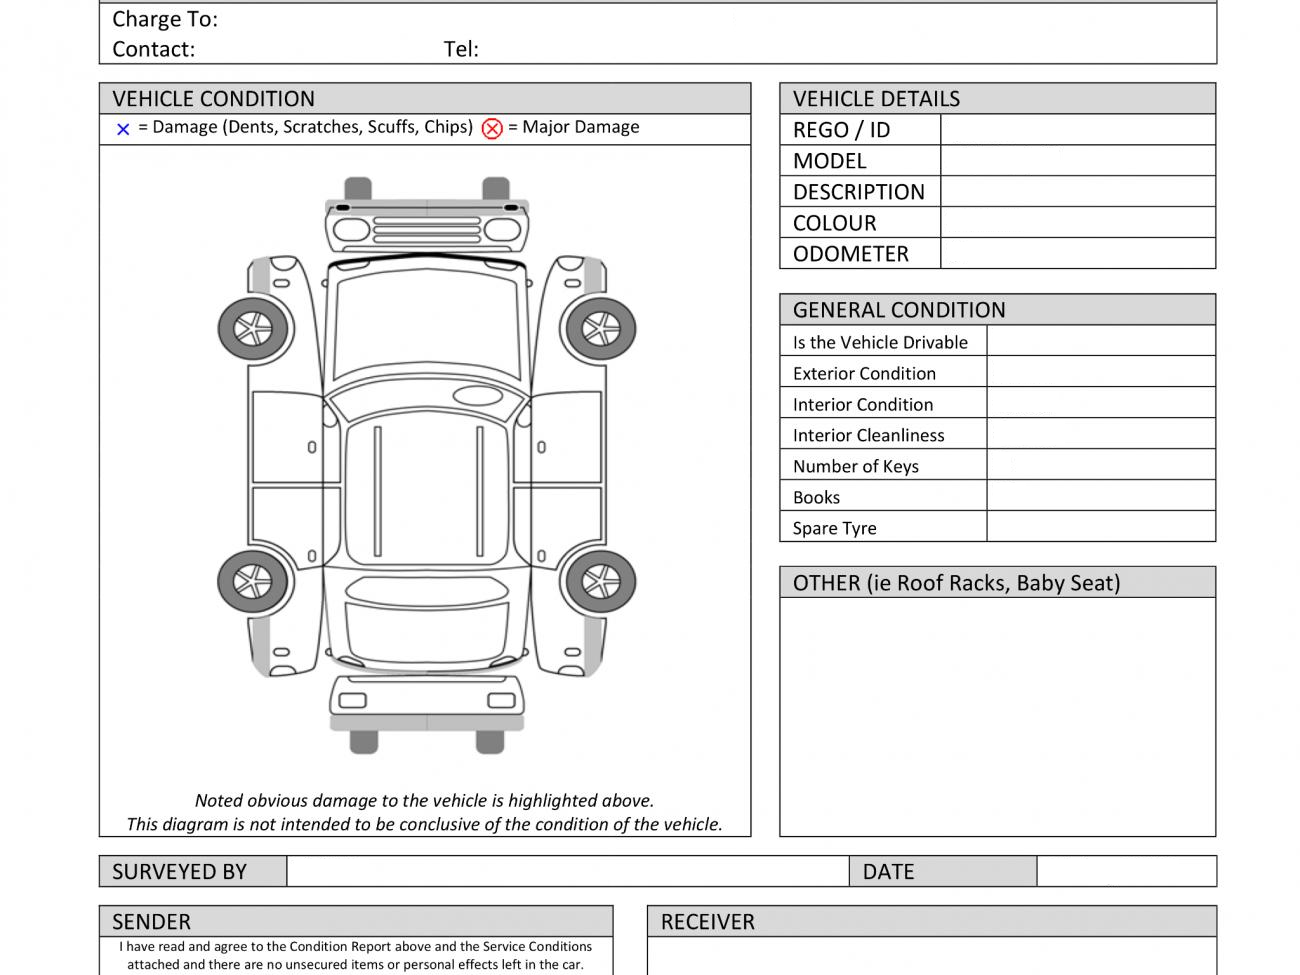 Charge To:
Contact: Tel:
VEHICLE CONDITION
= Damage (Dents, Scratches, Scuffs, Chips) = Major Damage
Noted obvious damage to the vehicle is highlighted above.
This diagram is not intended to be conclusive of the condition of the vehicle.
VEHICLE DETAILS
REGO / ID
MODEL
DESCRIPTION
COLOUR
ODOMETER
GENERAL CONDITION
Is the Vehicle Drivable
Exterior Condition
Interior Condition
Interior Cleanliness
Number of Keys
Books
Spare Tyre
OTHER (ie Roof Racks, Baby Seat)
SURVEYED BY
DATE
SENDER
I have read and agree to the Condition Report above and the Service Conditions
attached and there are no unsecured items or personal effects left in the car.
RECEIVER